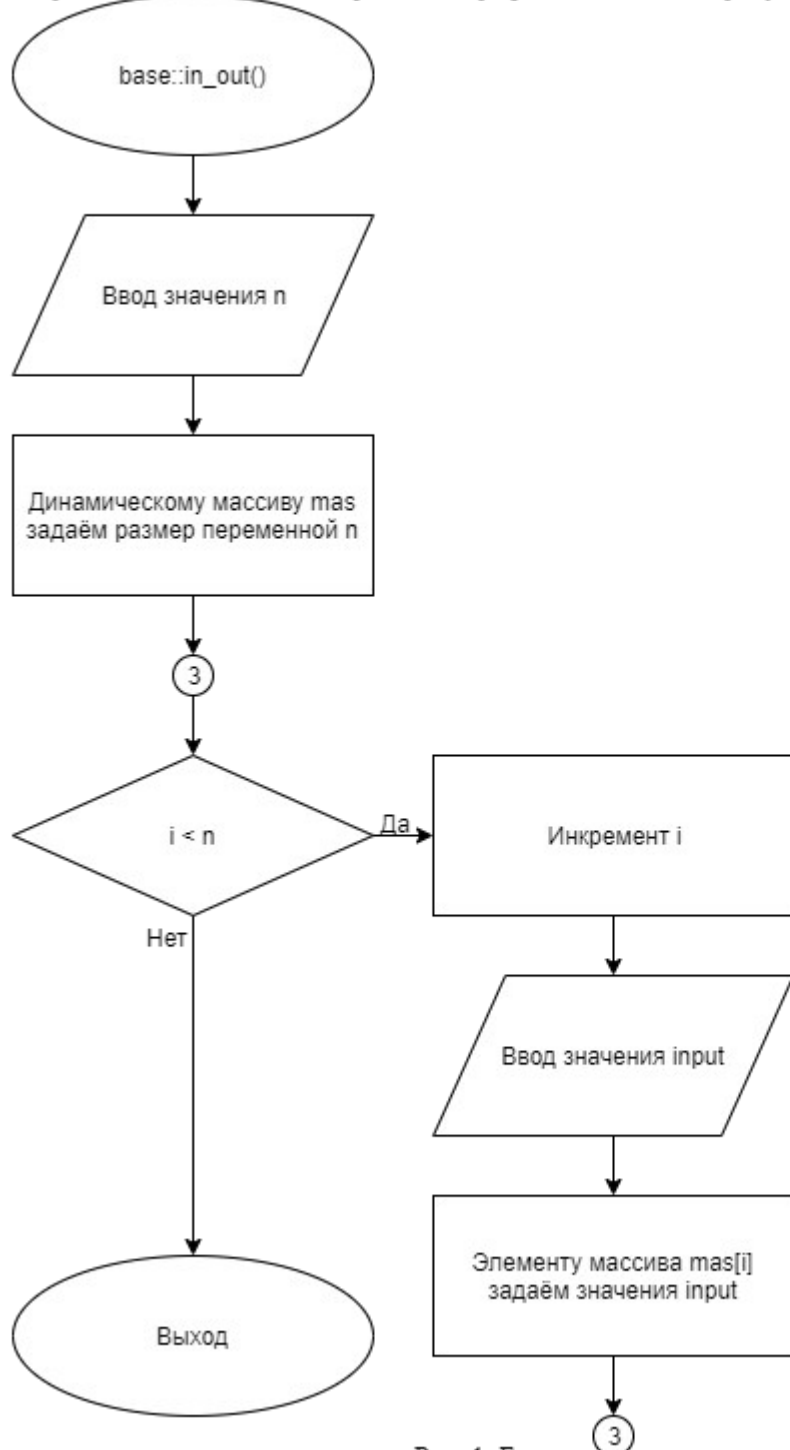 base::in_out()
Ввод значения n
Динамическому массиву mas
задаём размер переменной n
3
i < n
Да
Инкремент i
Нет
Ввод значения input
Элементу массива mas[i]
задаём значения input
Выход
3